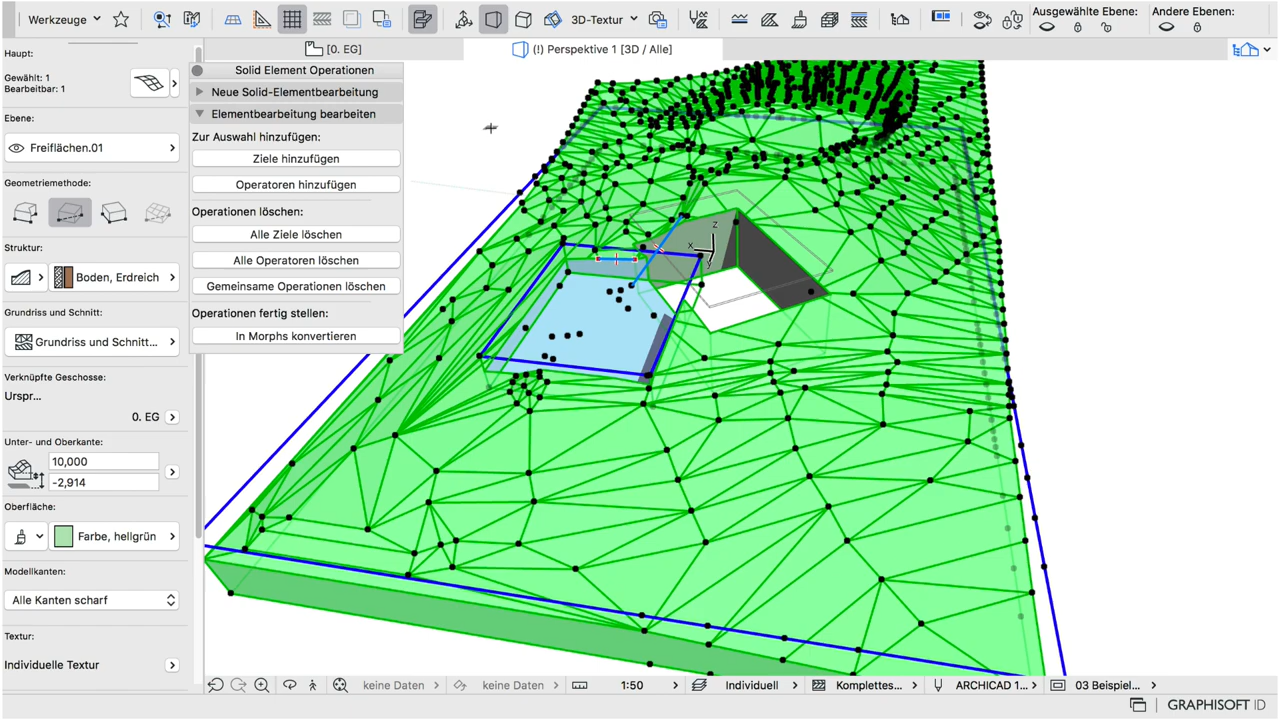 Werkzeuge
3D-Textur
Ausgewählte Ebene:
Andere Ebenen:
[0. EG]
(!) Perspektive 1 [3D / Alle]
Haupt:
Gewählt: 1
Bearbeitbar: 1
Ebene:
Freiflächen.01
Geometriemethode:
Struktur:
Boden, Erdreich
Grundriss und Schnitt:
Grundriss und Schnitt...
Verknüpfte Geschosse:
Urspr...
0. EG
Unter- und Oberkante:
10,000
-2,914
Oberfläche:
Farbe, hellgrün
Modellkanten:
Alle Kanten scharf
Textur:
Individuelle Textur
Solid Element Operationen
Neue Solid-Elementbearbeitung
Elementbearbeitung bearbeiten
Zur Auswahl hinzufügen:
Ziele hinzufügen
Operatoren hinzufügen
Operationen löschen:
Alle Ziele löschen
Alle Operatoren löschen
Gemeinsame Operationen löschen
Operationen fertig stellen:
In Morphs konvertieren
z
x
y
keine Daten
keine Daten
1:50
Individuell
Komplettes...
ARCHICAD 1...
03 Beispiel...
GRAPHISOFT ID